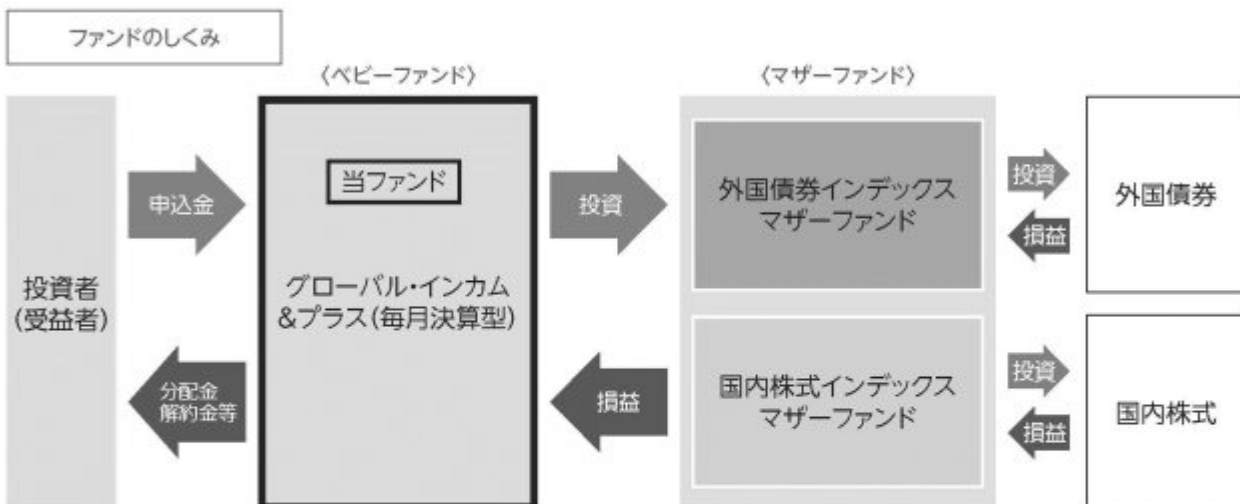 ファンドのしくみ
〈ベビーファンド〉
〈マザーファンド〉
投資者
(受益者)
申込金
分配金
解約金等
当ファンド
グローバル・インカム
&プラス(毎月決算型)
投資
損益
外国債券インデックス
マザーファンド
国内株式インデックス
マザーファンド
投資
損益
外国債券
投資
損益
国内株式